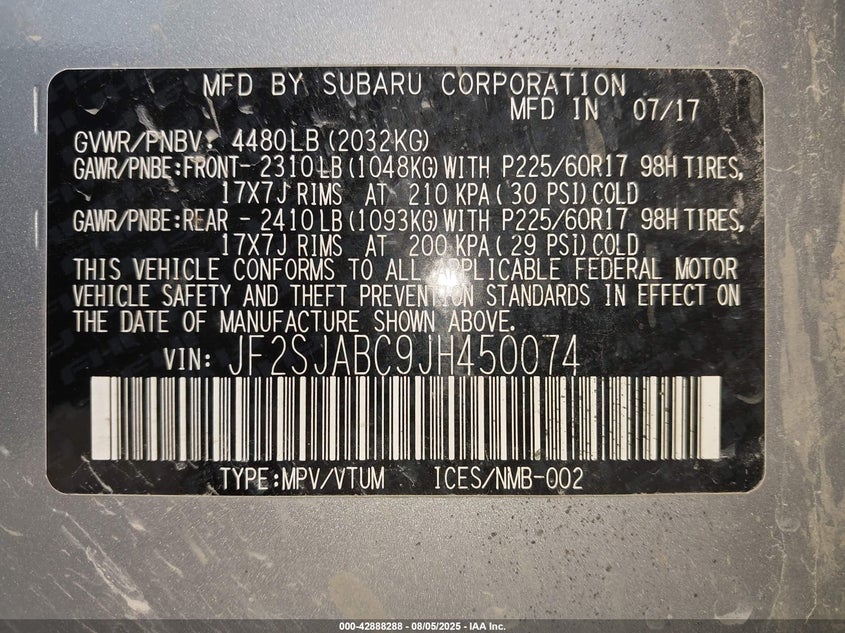 MFD BY SUBARU CORPORATION
MFD IN 07/17
GVWR/PNBV: 4480LB (2032KG)
GAWR/PNBE:FRONT- 2310LB (1048KG) WITH P225/60R17 98H TIRES,
17X7J RIMS AT 210 KPA ( 30 PSI) COLD
GAWR/PNBE:REAR - 2410LB (1093KG) WITH P225/60R17 98H TIRES,
17X7J RIMS AT 200 KPA ( 29 PSI) COLD
THIS VEHICLE CONFORMS TO ALL APPLICABLE FEDERAL MOTOR
VEHICLE SAFETY AND THEFT PREVENTION STANDARDS IN EFFECT ON
THE DATE OF MANUFACTURE SHOWN ABOVE.
VIN: JF2SJABC9JH450074
TYPE:MPV/VTUM ICES/NMB-002
000-42888288 - 08/05/2025 - IAA Inc.